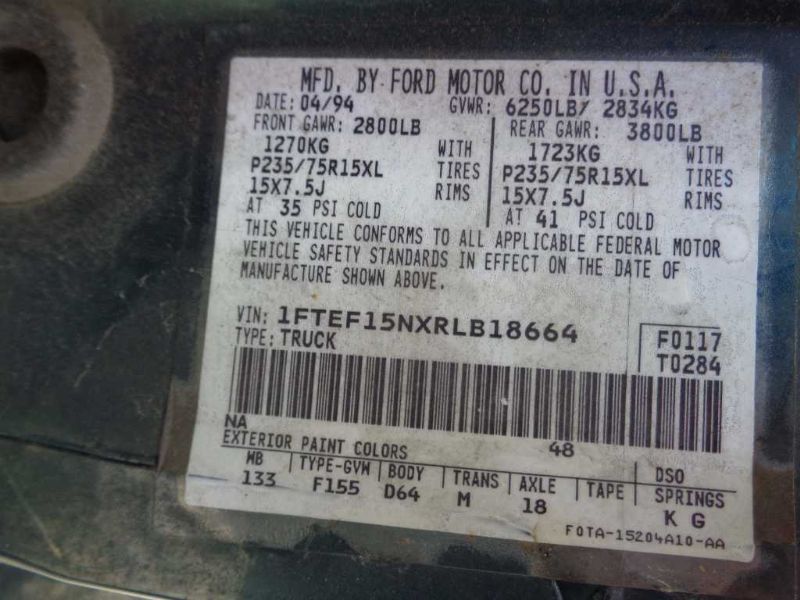 MFD. BY FORD MOTOR CO. IN U.S.A.
DATE: 04/94 GVWR: 6250LB/ 2834KG
FRONT GAWR: 2800LB REAR GAWR: 3800LB
1270KG WITH 1723KG WITH
P235/75R15XL TIRES P235/75R15XL TIRES
15X7.5J RIMS 15X7.5J RIMS
AT 35 PSI COLD AT 41 PSI COLD
THIS VEHICLE CONFORMS TO ALL APPLICABLE FEDERAL MOTOR
VEHICLE SAFETY STANDARDS IN EFFECT ON THE DATE OF
MANUFACTURE SHOWN ABOVE.
VIN: 1FTEF15NXRLB18664 F0117
TYPE: TRUCK T0284
NA 48
EXTERIOR PAINT COLORS DSO
WB TYPE-GVW BODY TRANS AXLE TAPE SPRINGS
133 F155 D64 M 18 K G
F0TA-15204A10-AA